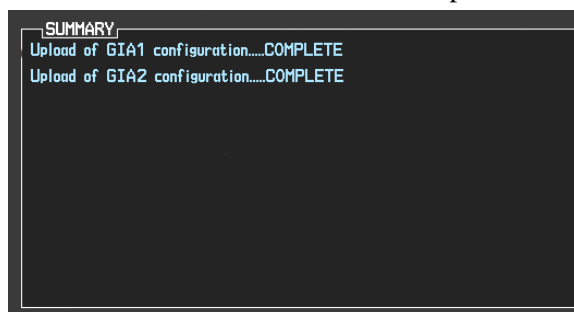 SUMMARY
Upload of GIA1 configuration.....COMPLETE
Upload of GIA2 configuration.....COMPLETE